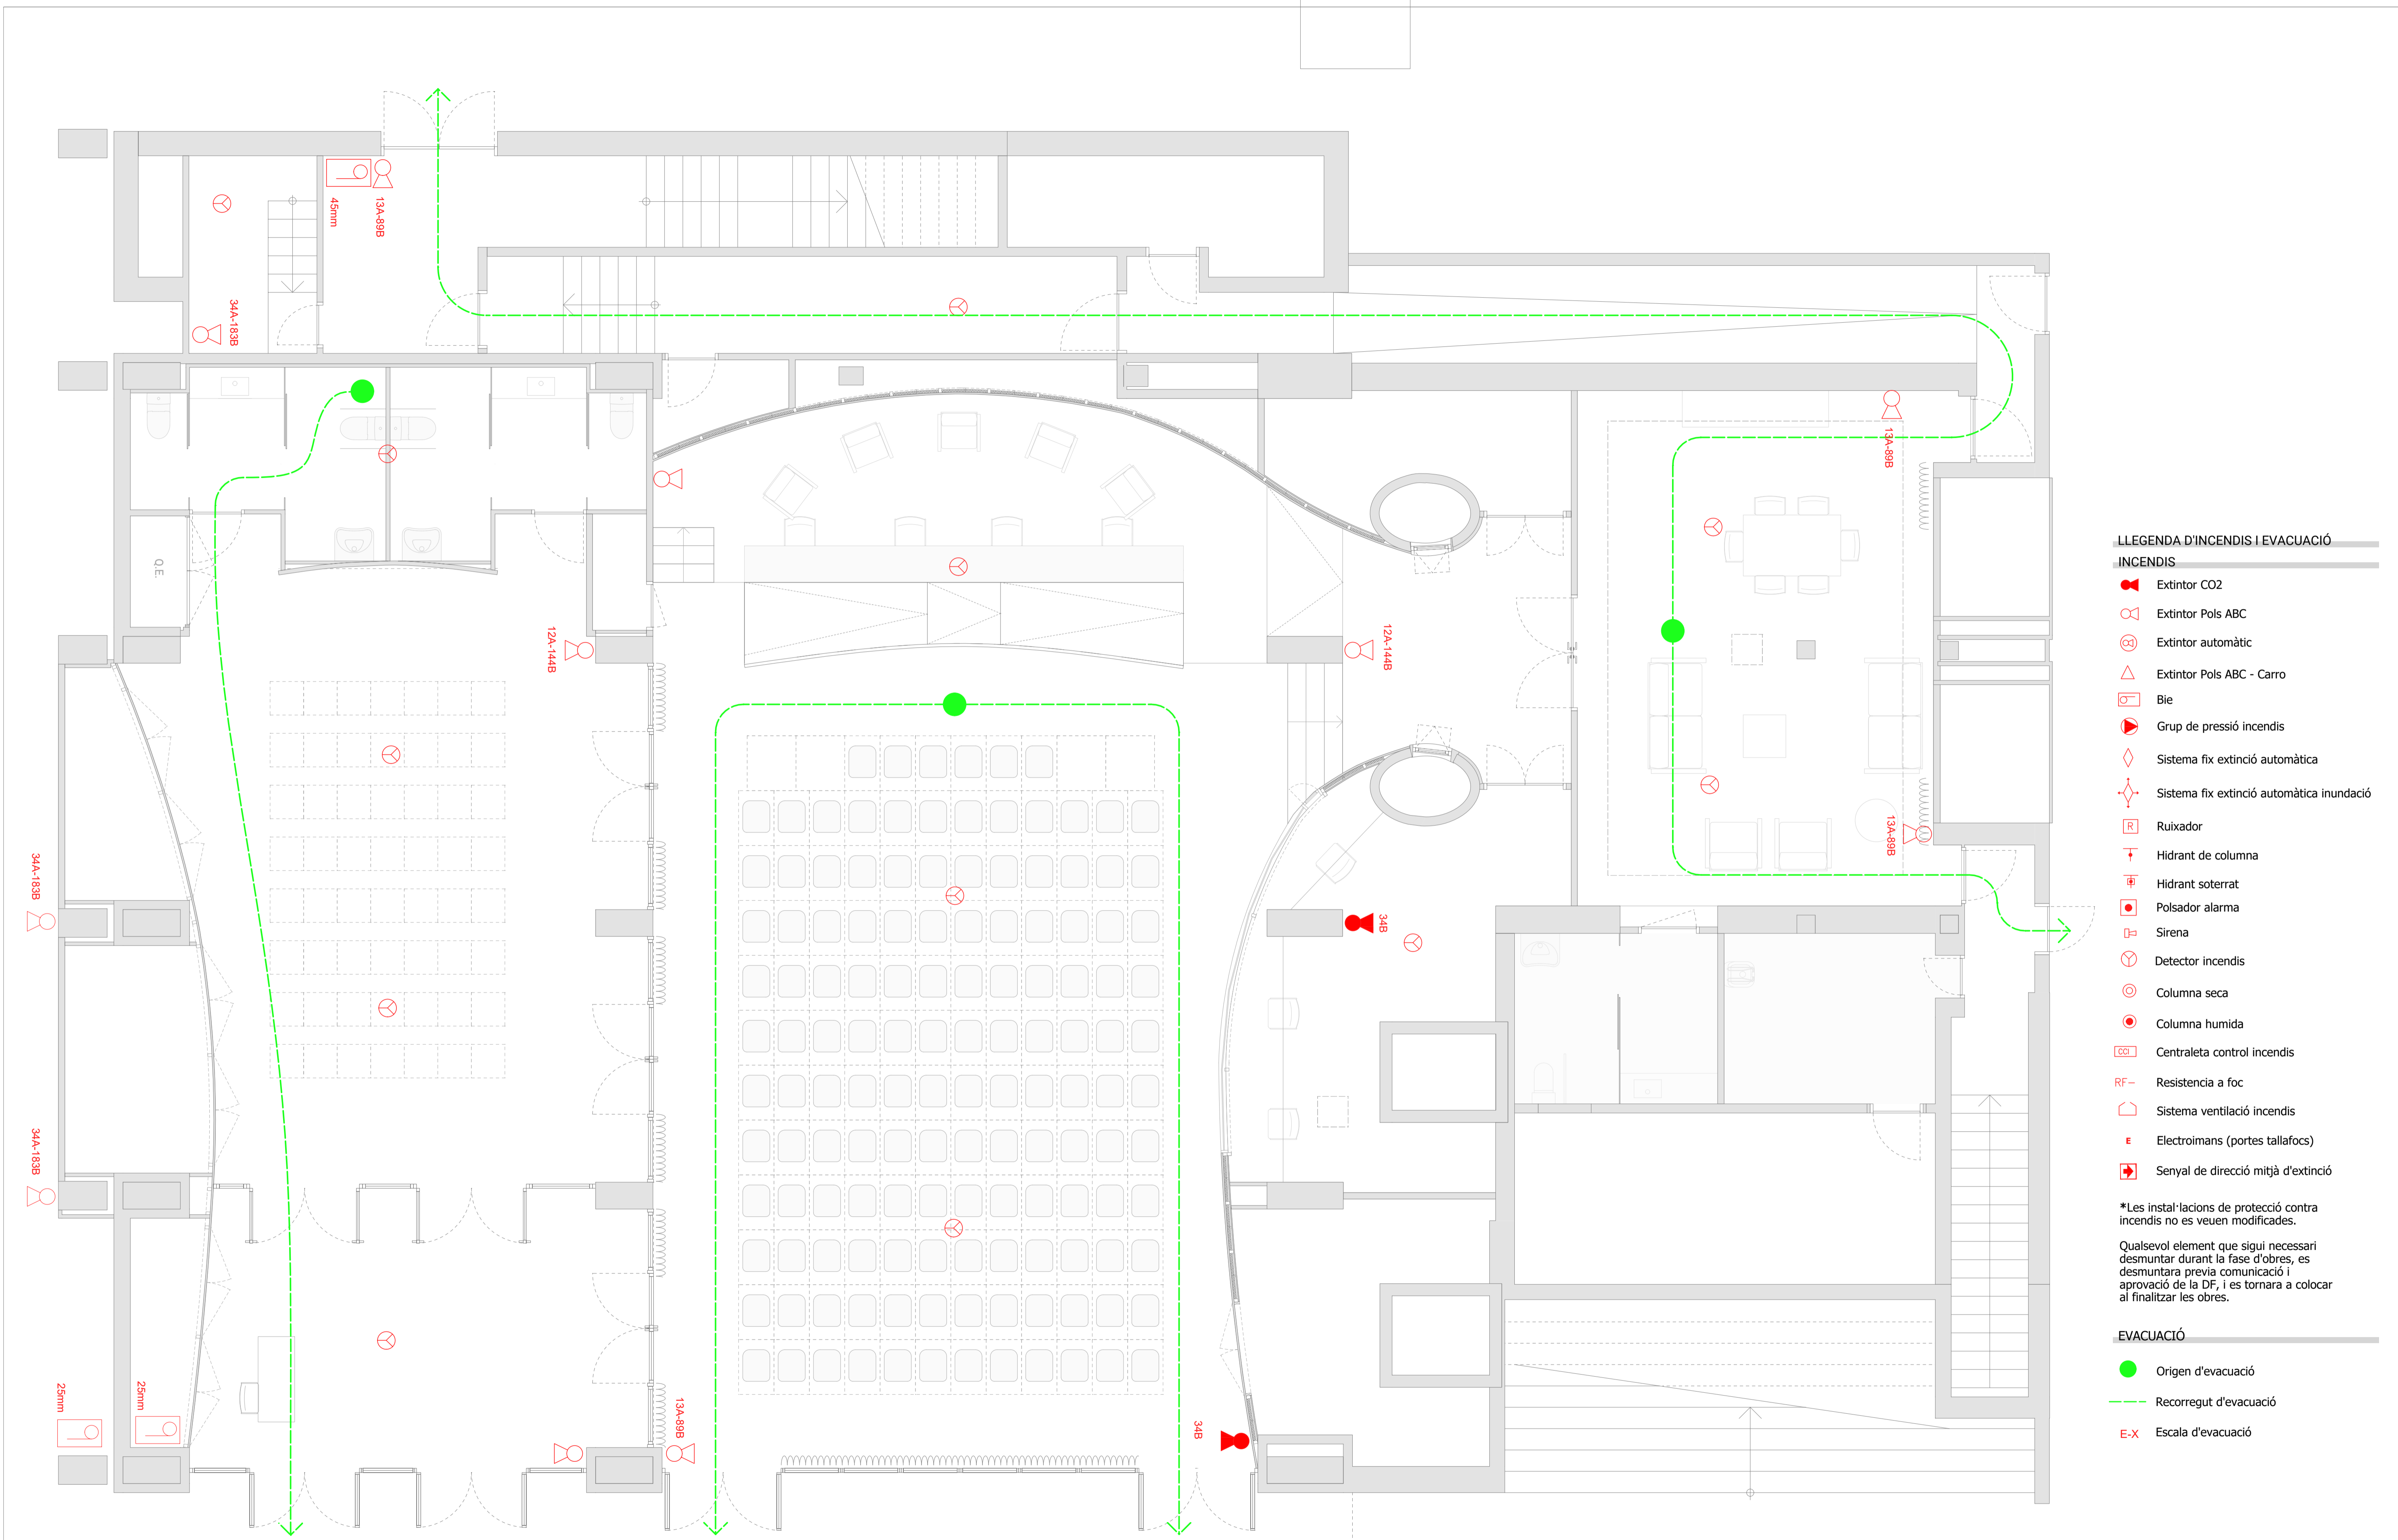 45mm
13A-89B
34A-183B
13A-89B
Q.E.
12A-144B
12A-144B
13A-89B
34A-183B
34B
34A-183B
25mm
25mm
13A-89B
34B
LLEGENDA D'INCENDIS I EVACUACIÓ
INCENDIS
Extintor CO2
Extintor Pols ABC
Extintor automàtic
Extintor Pols ABC - Carro
Bie
Grup de pressió incendis
Sistema fix extinció automàtica
Sistema fix extinció automàtica inundació
R Ruixador
Hidrant de columna
Hidrant soterrat
Polsador alarma
Sirena
Detector incendis
Columna seca
Columna humida
CCI Centraleta control incendis
RF- Resistencia a foc
Sistema ventilació incendis
E Electroimans (portes tallafocs)
Senyal de direcció mitjà d'extinció
*Les instal·lacions de protecció contra
incendis no es veuen modificades.
Qualsevol element que sigui necessari
desmuntar durant la fase d'obres, es
desmuntara previa comunicació i
aprovació de la DF, i es tornara a colocar
al finalitzar les obres.
EVACUACIÓ
Origen d'evacuació
Recorregut d'evacuació
E-X Escala d'evacuació